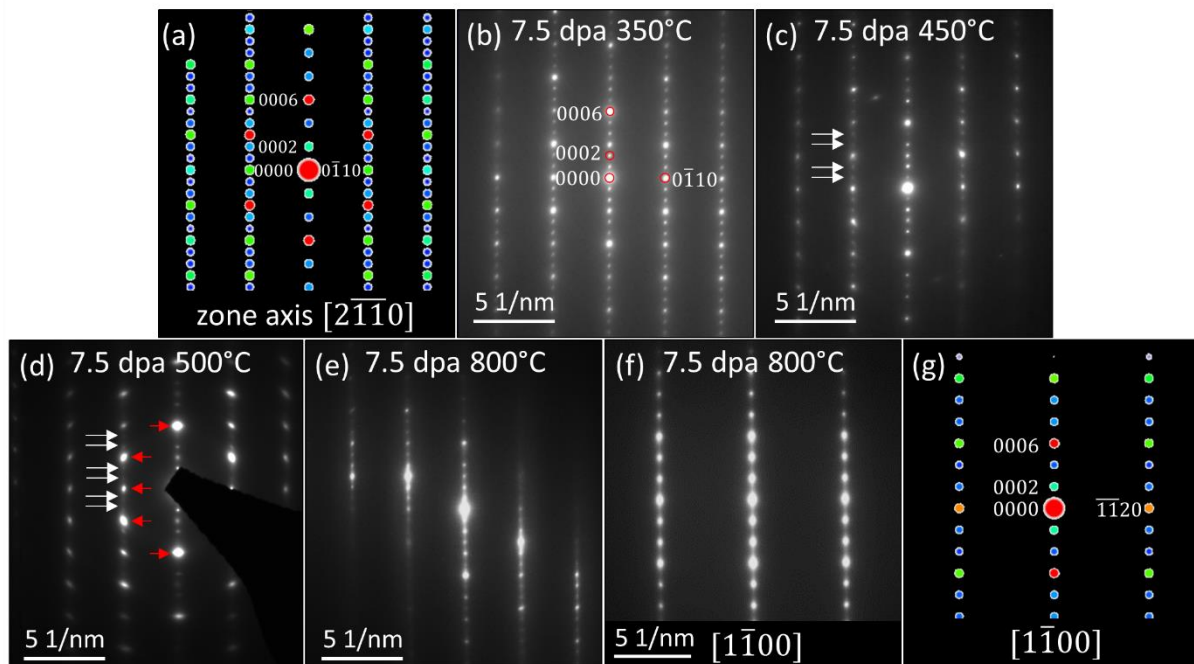 (a)
0006
0002
0000
01̅10
zone axis [21̅1̅0]
(b) 7.5 dpa 350°C
0006
0002
0000
01̅10
5 1/nm
(c) 7.5 dpa 450°C
5 1/nm
(d) 7.5 dpa 500°C
5 1/nm
(e) 7.5 dpa 800°C
5 1/nm
(f) 7.5 dpa 800°C
5 1/nm
[11̅00]
(g)
0006
0002
0000
1̅1̅20
[11̅00]